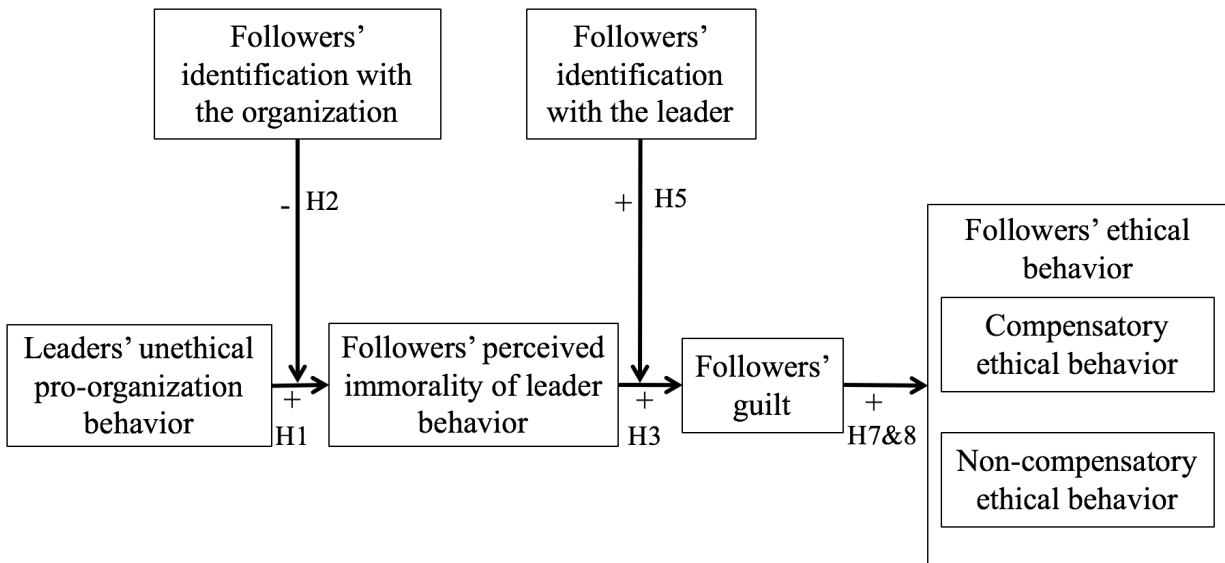 Followers’
identification with
the organization
Followers’
identification
with the leader
-
H2
+
H5
Leaders’ unethical
pro-organization
behavior
+
H1
Followers’ perceived
immorality of leader
behavior
+
H3
Followers’
guilt
+
H7&8
Followers’ ethical
behavior
Compensatory
ethical behavior
Non-compensatory
ethical behavior